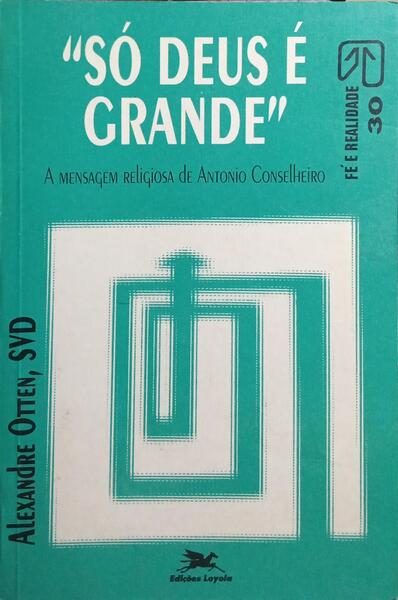 "SÓ DEUS É
GRANDE"
A mensagem religiosa de Antonio Conselheiro
FÉ E REALIDADE
30
Alexandre Otten, SVD
Edições Loyola